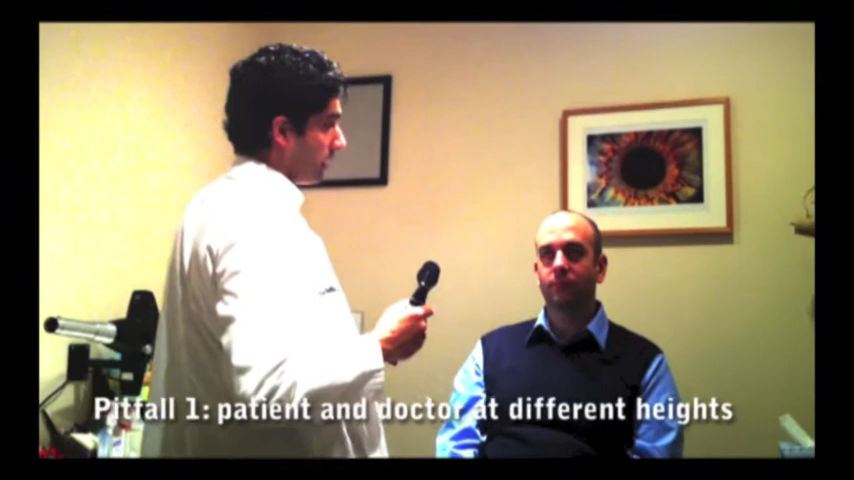 Pitfall 1: patient and doctor at different heights